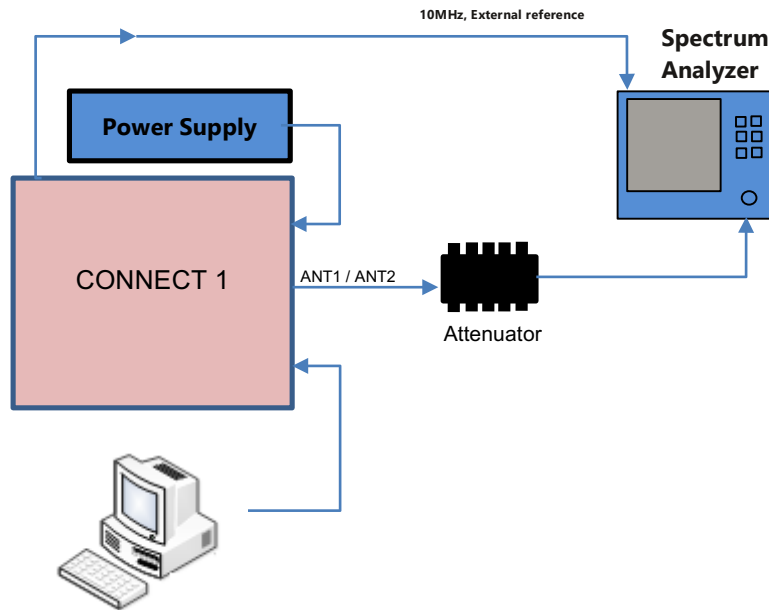 10MHz, External reference
Spectrum
Analyzer
Power Supply
CONNECT 1
ANT1 / ANT2
Attenuator